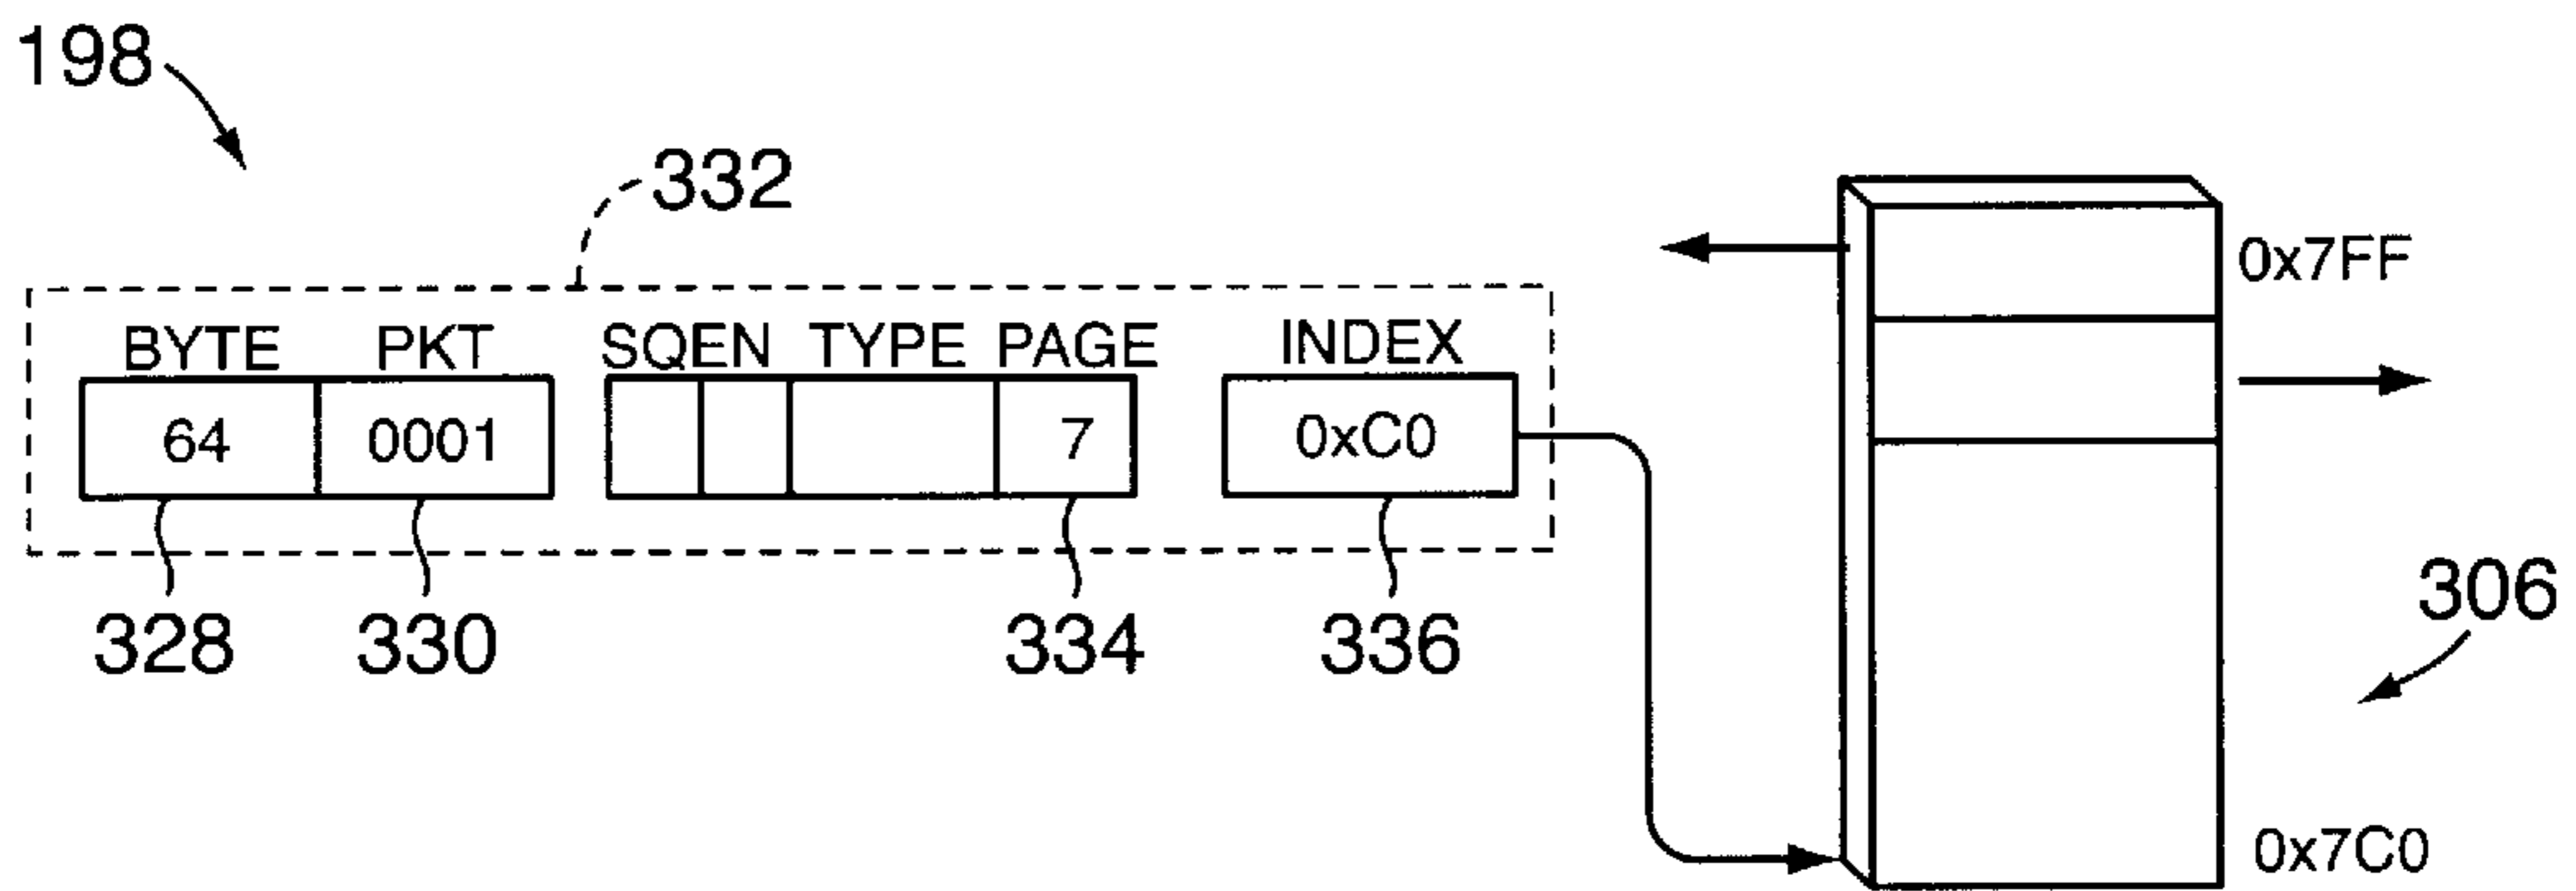 198
332
0x7FF
BYTE PKT SQEN TYPE PAGE INDEX
64 0001 7 0xC0
328 330 334 336
306
0x7C0